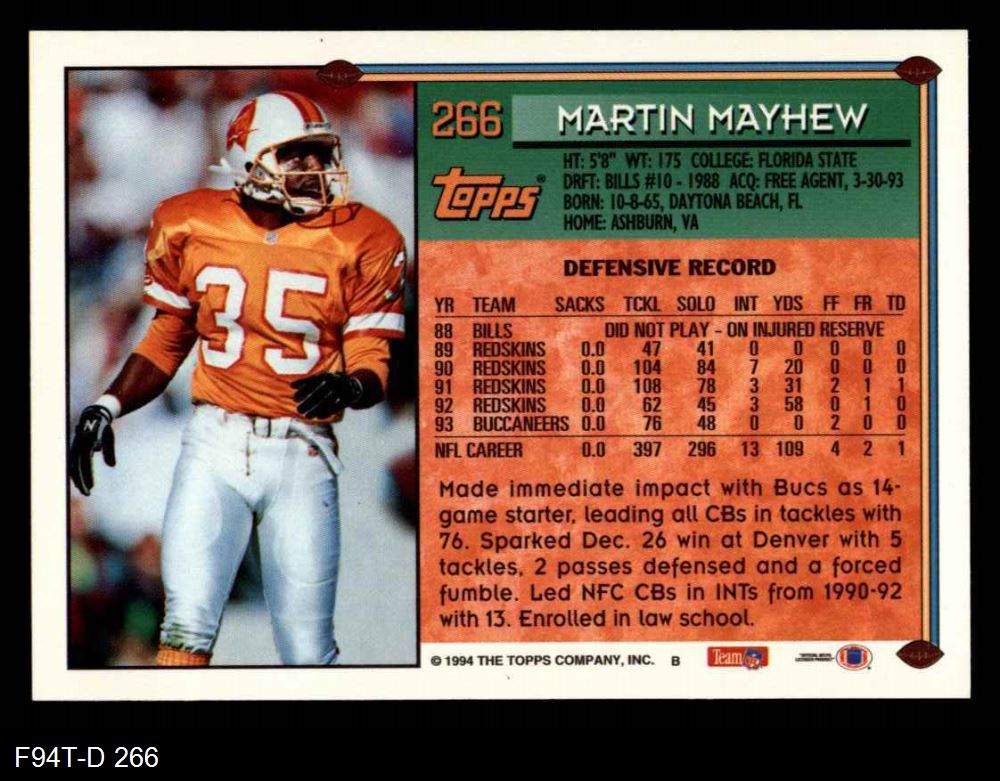 266 MARTIN MAYHEW
Topps®
HT: 5'8" WT: 175 COLLEGE: FLORIDA STATE
DRFT: BILLS #10 - 1988 ACQ: FREE AGENT, 3-30-93
BORN: 10-8-65, DAYTONA BEACH, FL
HOME: ASHBURN, VA
35
DEFENSIVE RECORD
YR TEAM SACKS TCKL SOLO INT YDS FF FR TD
88 BILLS DID NOT PLAY - ON INJURED RESERVE
89 REDSKINS 0.0 47 41 0 0 0 0 0
90 REDSKINS 0.0 104 84 7 20 0 0 0
91 REDSKINS 0.0 108 78 3 31 2 1 1
92 REDSKINS 0.0 62 45 3 58 0 1 0
93 BUCCANEERS 0.0 76 48 0 0 2 0 0
NFL CAREER 0.0 397 296 13 109 4 2 1
Made immediate impact with Bucs as 14-
game starter, leading all CBs in tackles with
76. Sparked Dec. 26 win at Denver with 5
tackles, 2 passes defensed and a forced
fumble. Led NFC CBs in INTs from 1990-92
with 13. Enrolled in law school.
© 1994 THE TOPPS COMPANY, INC. B
Team NFL
F94T-D 266